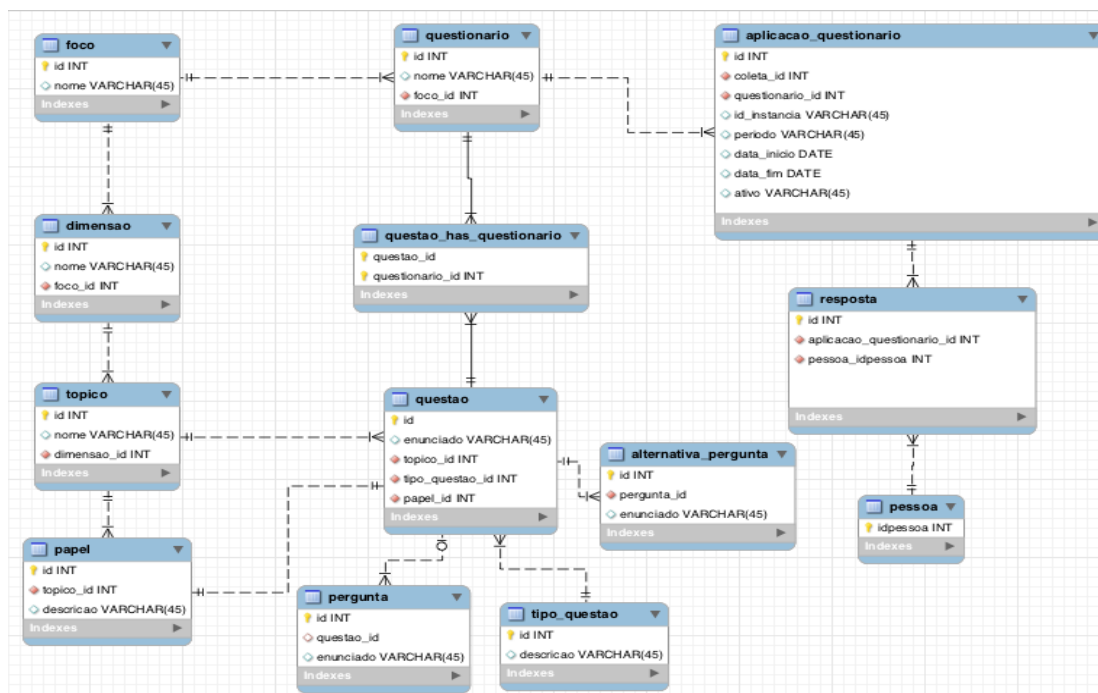 foco
id INT
nome VARCHAR(45)
Indexes
questionario
id INT
nome VARCHAR(45)
foco_id INT
Indexes
aplicacao_questionario
id INT
coleta_id INT
questionario_id INT
id_instancia VARCHAR(45)
periodo VARCHAR(45)
data_inicio DATE
data_fim DATE
ativo VARCHAR(45)
Indexes
dimensao
id INT
nome VARCHAR(45)
foco_id INT
Indexes
questao_has_questionario
questao_id
questionario_id INT
Indexes
resposta
id INT
aplicacao_questionario_id INT
pessoa_idpessoa INT
Indexes
topico
id INT
nome VARCHAR(45)
dimensao_id INT
Indexes
questao
id
enunciado VARCHAR(45)
topico_id INT
tipo_questao_id INT
papel_id INT
Indexes
alternativa_pergunta
id INT
pergunta_id
enunciado VARCHAR(45)
Indexes
pessoa
idpessoa INT
Indexes
papel
id INT
topico_id INT
descricao VARCHAR(45)
Indexes
pergunta
id INT
questao_id
enunciado VARCHAR(45)
Indexes
tipo_questao
id INT
descricao VARCHAR(45)
Indexes